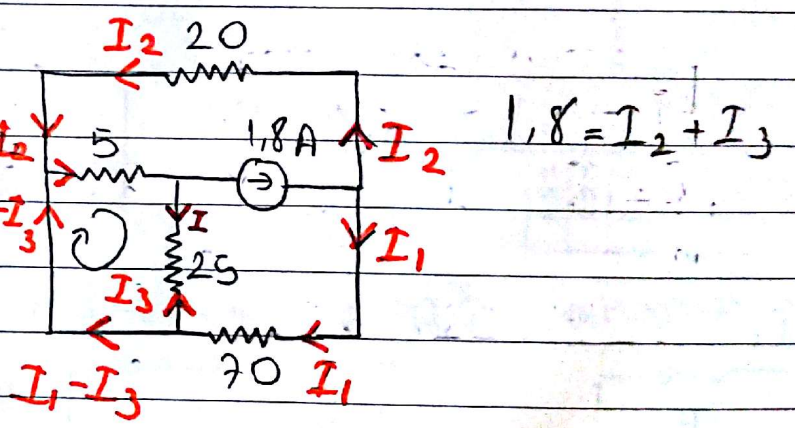 I₂ 20
I₂ 5 1,8A I₂ 1,8 = I₂ + I₃
I
-I₃ I₁
25
I₃
70 I₁
I₁-I₃